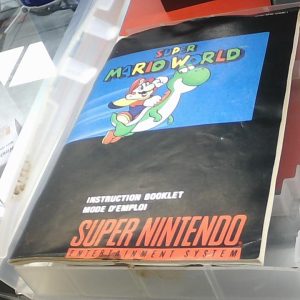 SUPER
MARIO WORLD
INSTRUCTION BOOKLET
MODE D'EMPLOI
SUPER NINTENDO
ENTERTAINMENT SYSTEM